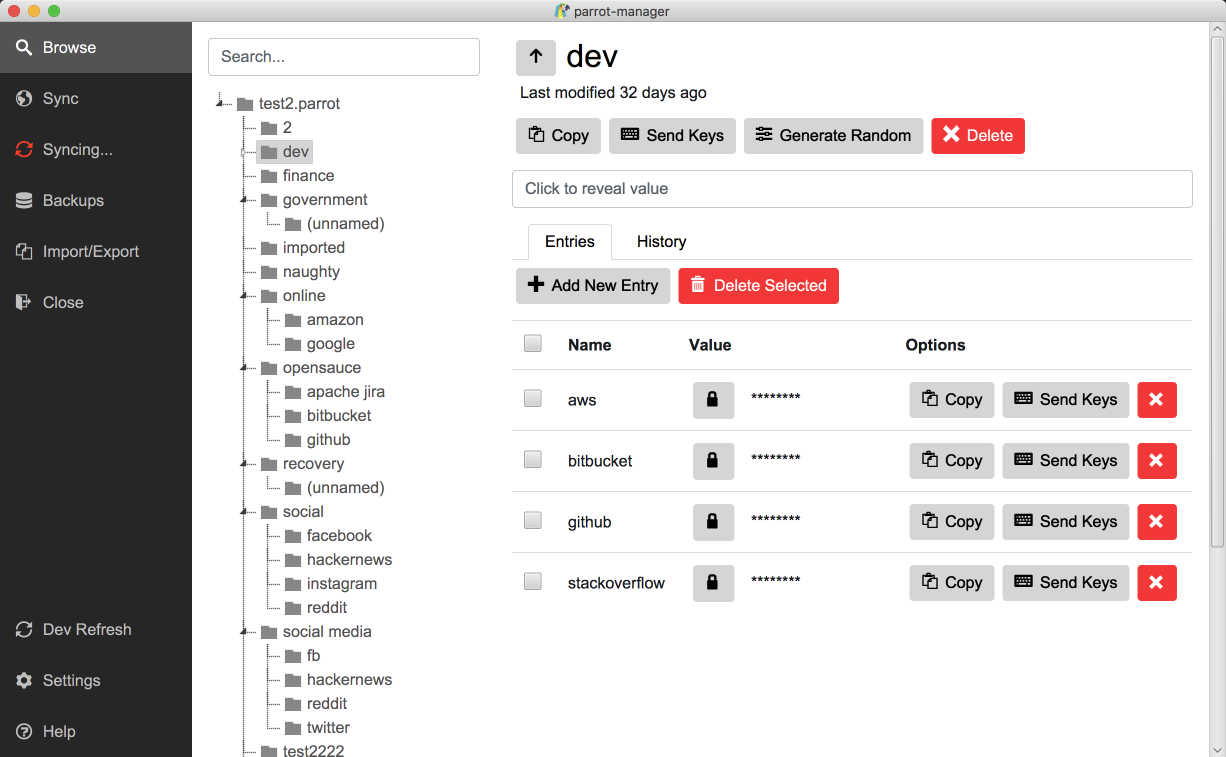 parrot-manager
Browse
Sync
Syncing...
Backups
Import/Export
Close
Dev Refresh
Settings
Help
Search...
test2.parrot
2
dev
finance
government
(unnamed)
imported
naughty
online
amazon
google
opensauce
apache jira
bitbucket
github
recovery
(unnamed)
social
facebook
hackernews
instagram
reddit
social media
fb
hackernews
reddit
twitter
test2222
dev
Last modified 32 days ago
Copy Send Keys Generate Random Delete
Click to reveal value
Entries History
Add New Entry Delete Selected
Name Value Options
aws ******** Copy Send Keys
bitbucket ******** Copy Send Keys
github ******** Copy Send Keys
stackoverflow ******** Copy Send Keys